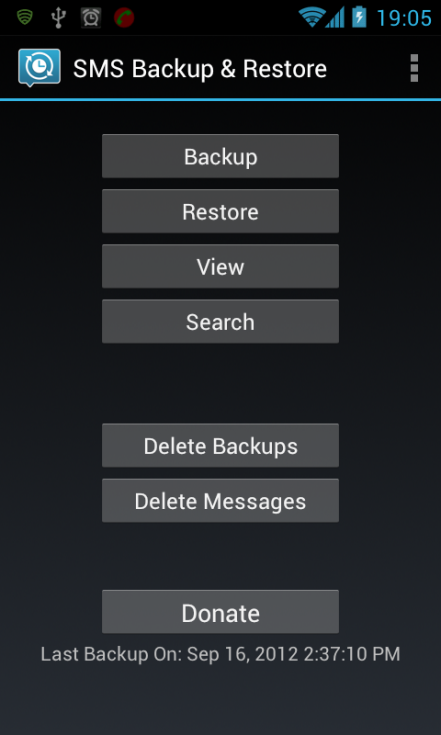 19:05
SMS Backup & Restore
Backup
Restore
View
Search
Delete Backups
Delete Messages
Donate
Last Backup On: Sep 16, 2012 2:37:10 PM